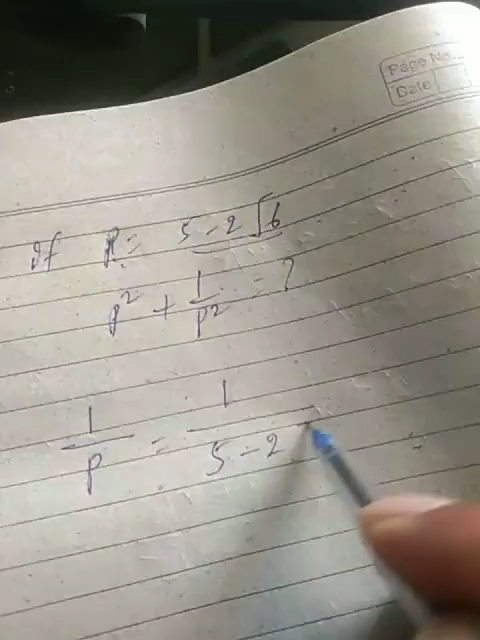 Page No...
Date
If P = 5 - 2√6
p² + 1/p² = ?
1/p = 1/5 - 2